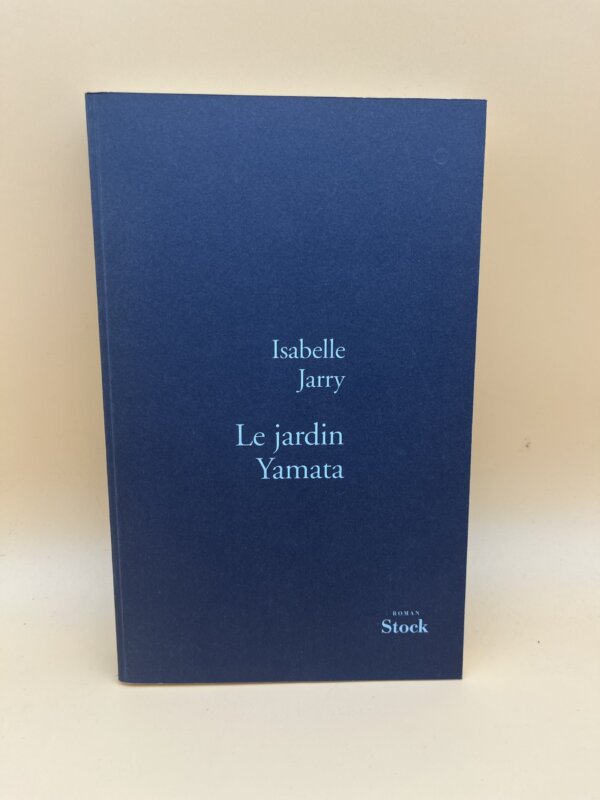 Isabelle
Jarry
Le jardin
Yamata
ROMAN
Stock